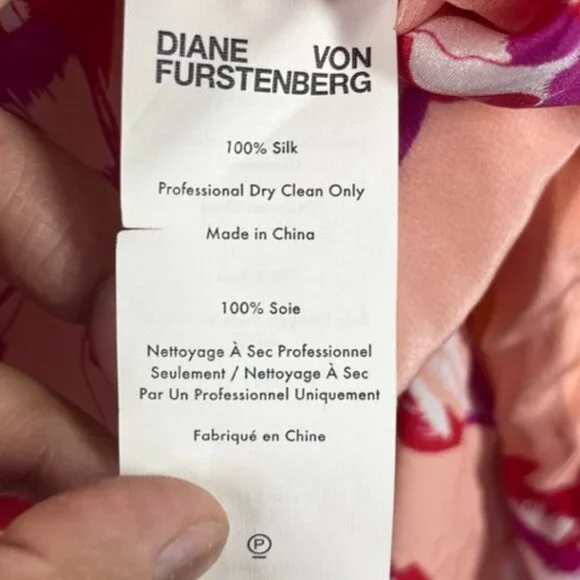 DIANE VON
FURSTENBERG
100% Silk
Professional Dry Clean Only
Made in China
100% Soie
Nettoyage À Sec Professionnel
Seulement / Nettoyage À Sec
Par Un Professionnel Uniquement
Fabriqué en Chine
P